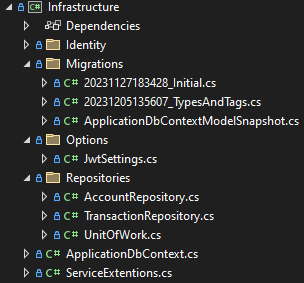 C# Infrastructure
Dependencies
Identity
Migrations
C# 20231127183428_Initial.cs
C# 20231205135607_TypesAndTags.cs
C# ApplicationDbContextModelSnapshot.cs
Options
C# JwtSettings.cs
Repositories
C# AccountRepository.cs
C# TransactionRepository.cs
C# UnitOfWork.cs
C# ApplicationDbContext.cs
C# ServiceExtentions.cs